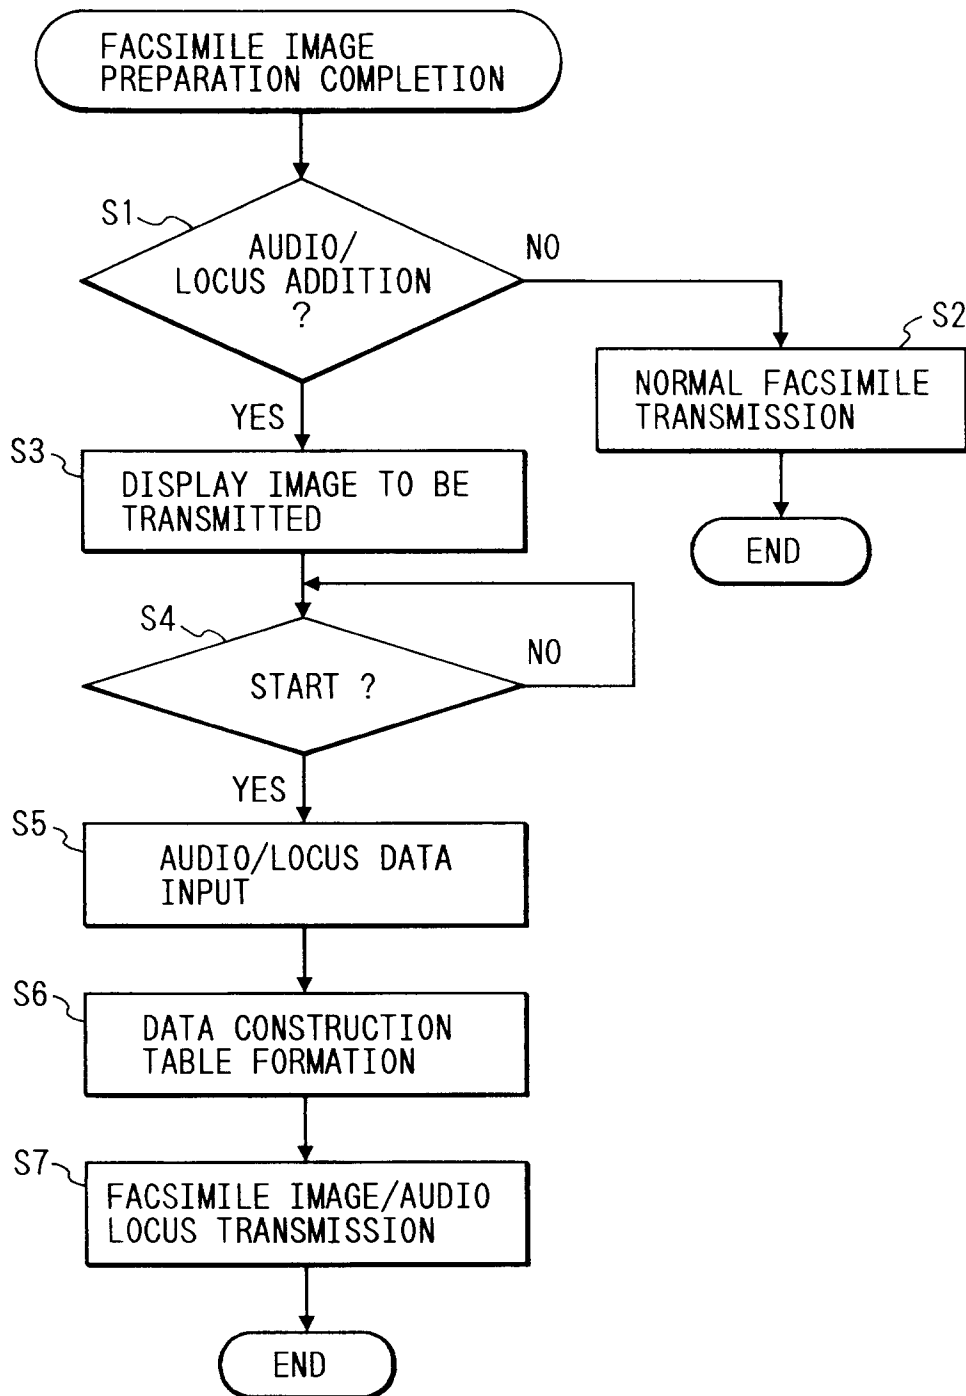 FACSIMILE IMAGE
PREPARATION COMPLETION
S1
AUDIO/
LOCUS ADDITION
?
NO
S2
NORMAL FACSIMILE
TRANSMISSION
END
YES
S3
DISPLAY IMAGE TO BE
TRANSMITTED
S4
START ?
NO
YES
S5
AUDIO/LOCUS DATA
INPUT
S6
DATA CONSTRUCTION
TABLE FORMATION
S7
FACSIMILE IMAGE/AUDIO
LOCUS TRANSMISSION
END